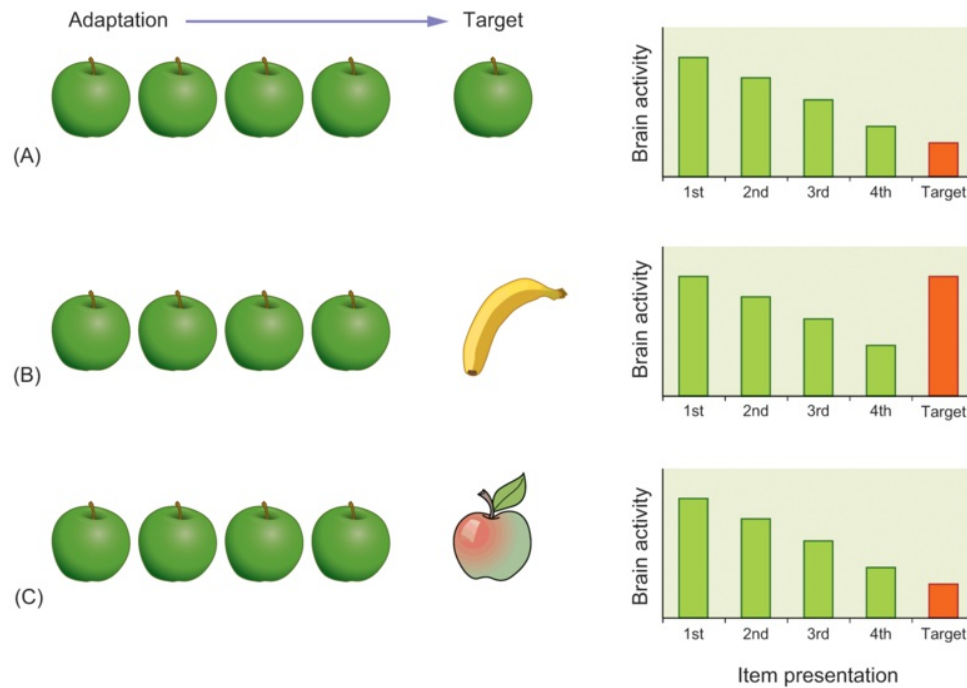 Adaptation Target
(A)
Brain activity
1st 2nd 3rd 4th Target
(B)
Brain activity
1st 2nd 3rd 4th Target
(C)
Brain activity
1st 2nd 3rd 4th Target
Item presentation